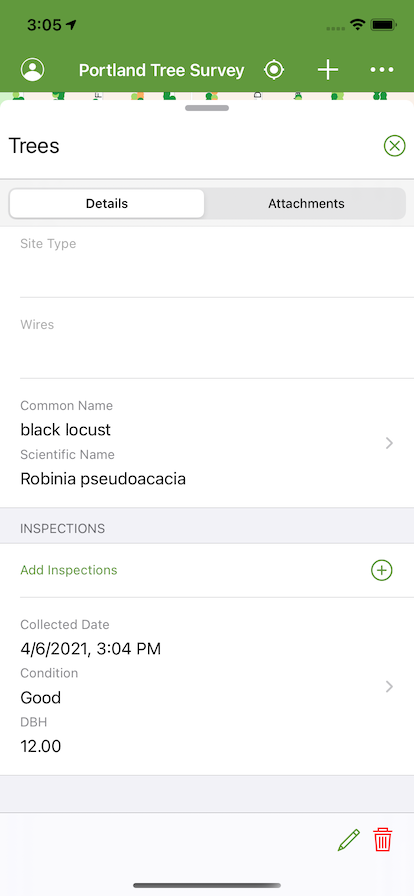 3:05
Portland Tree Survey
Trees
Details
Attachments
Site Type
Wires
Common Name
black locust
Scientific Name
Robinia pseudoacacia
INSPECTIONS
Add Inspections
Collected Date
4/6/2021, 3:04 PM
Condition
Good
DBH
12.00